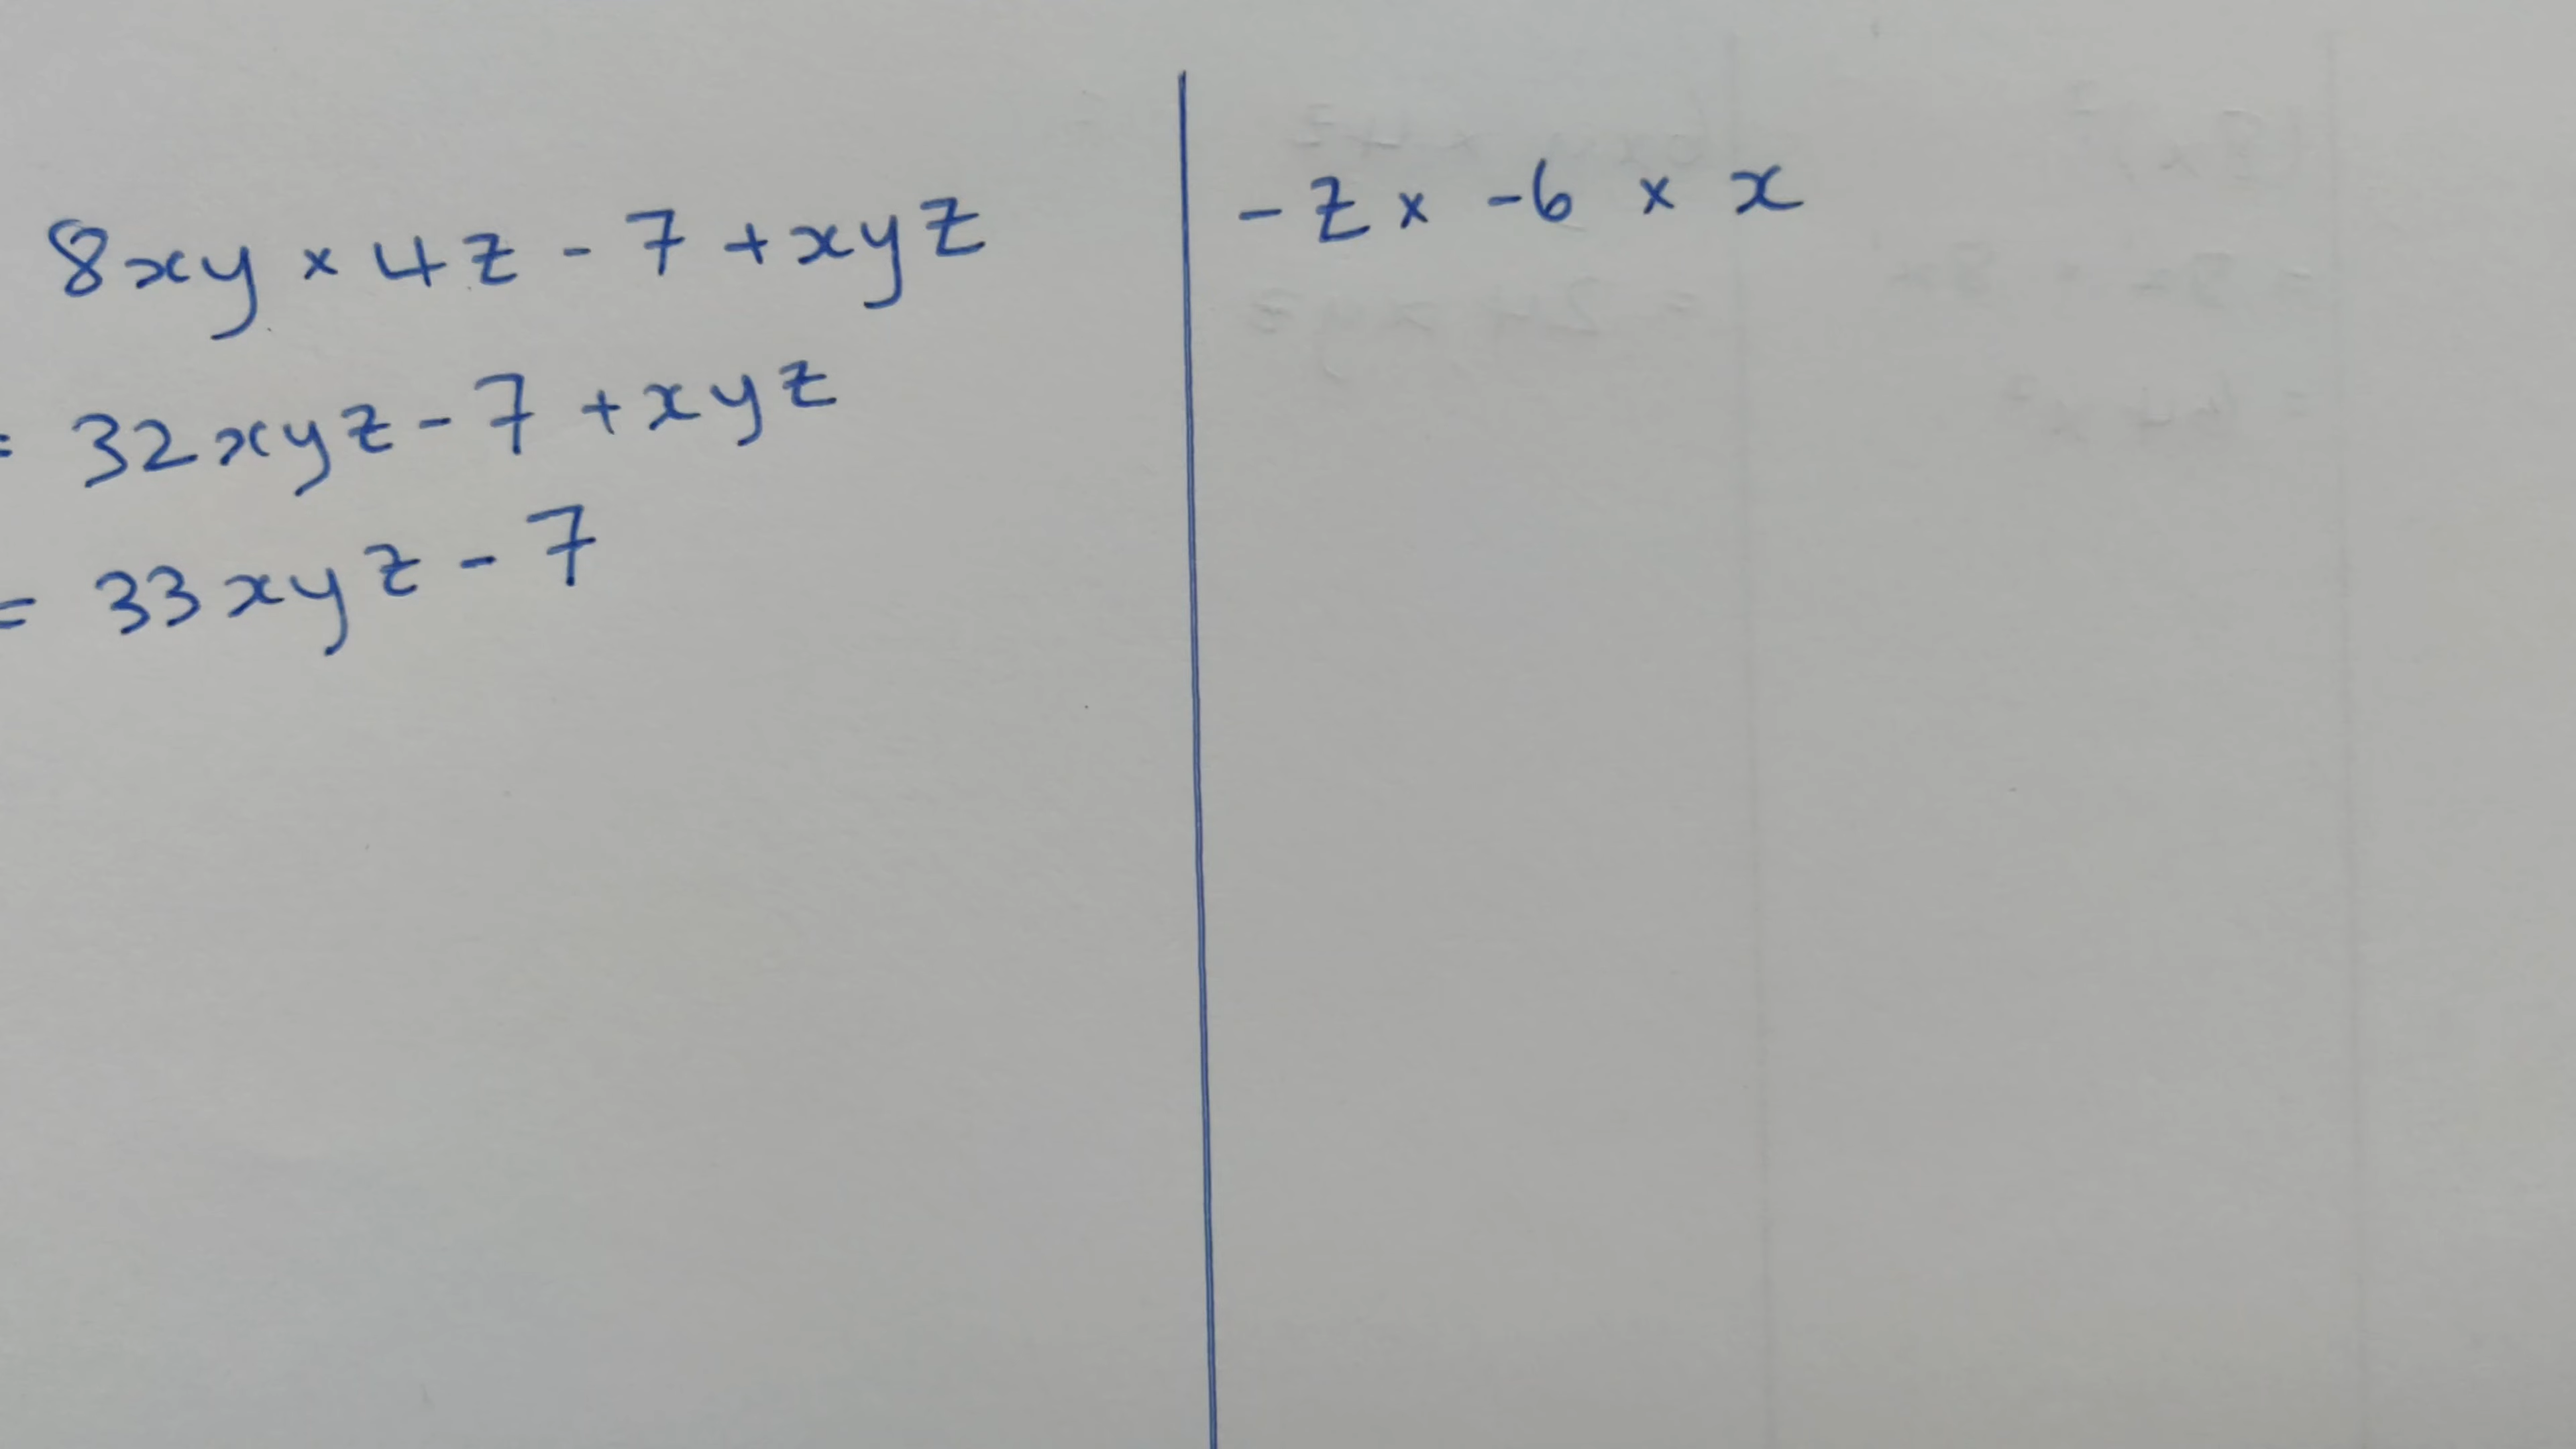 8xy × 4z - 7 + xyz
= 32xyz - 7 + xyz
= 33xyz - 7
-z × -6 × x